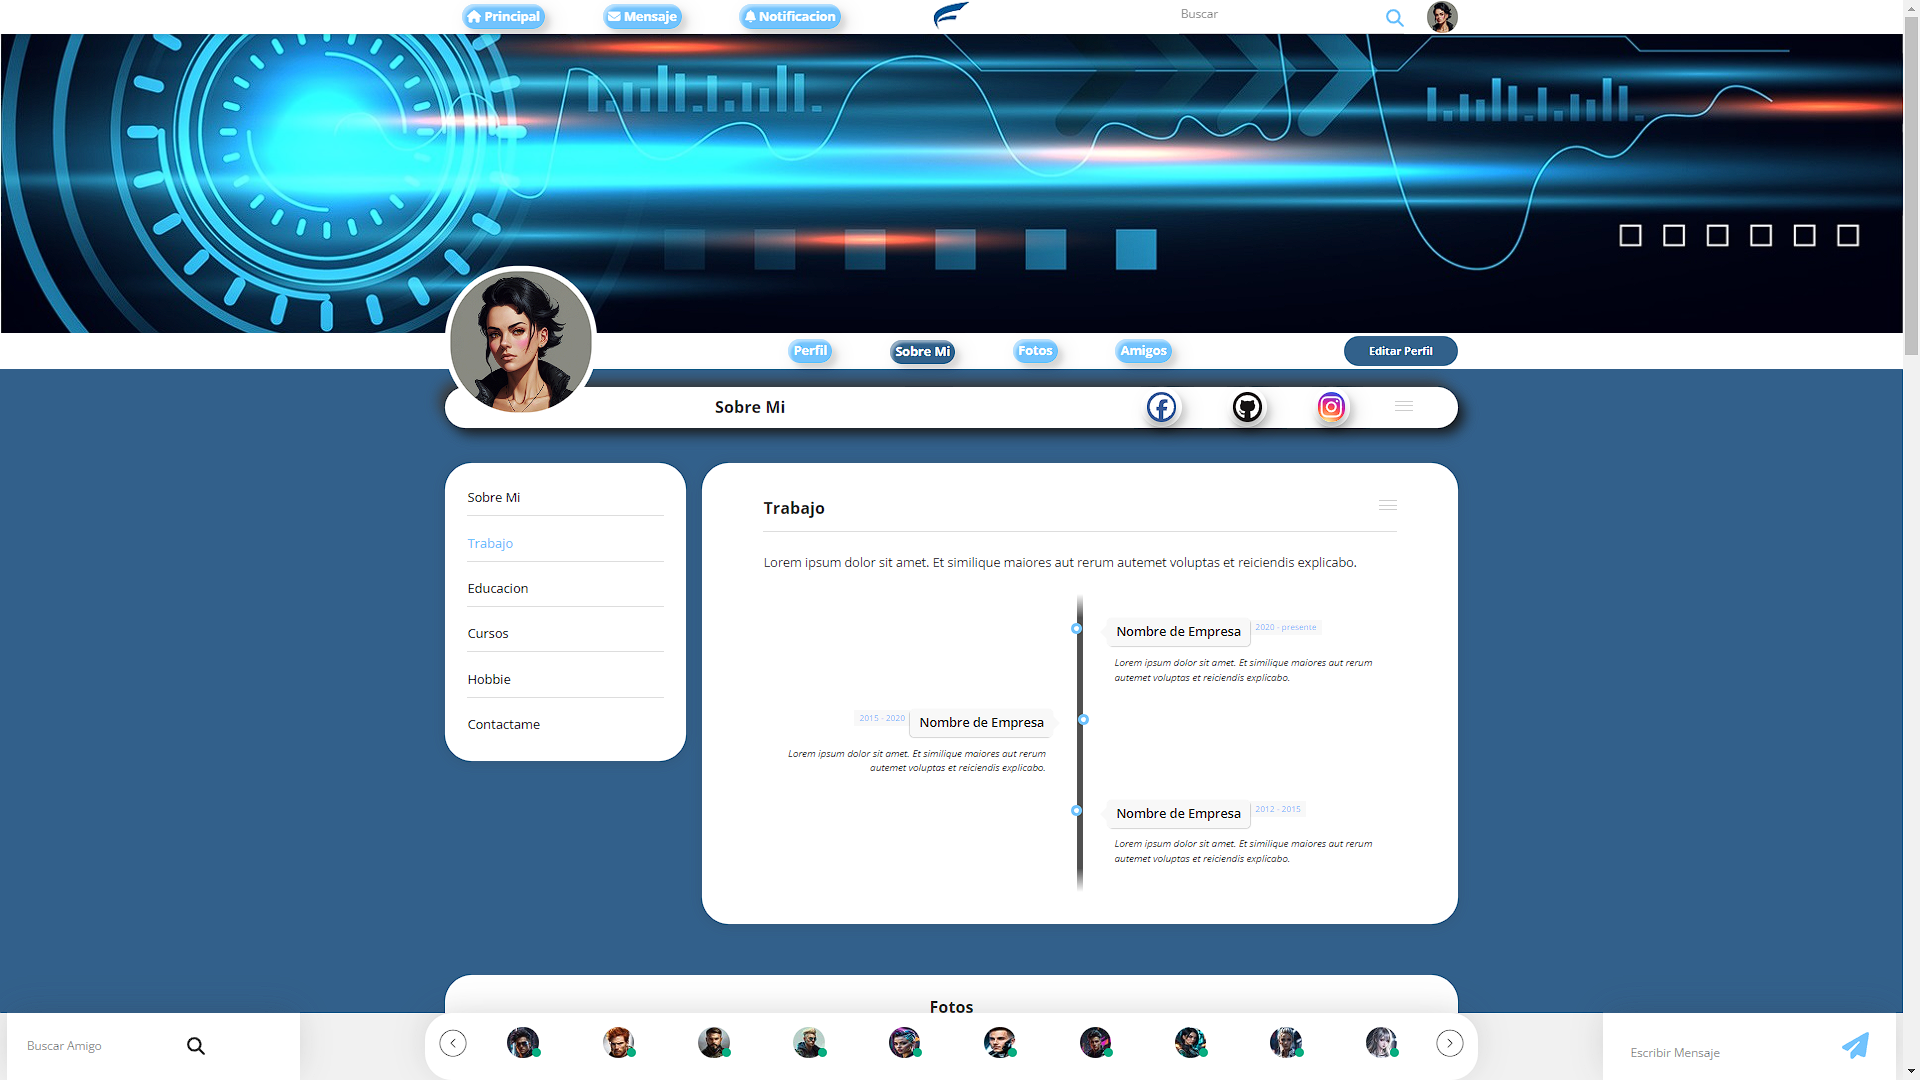 Principal
Mensaje
Notificacion
Buscar
Perfil
Sobre Mi
Fotos
Amigos
Editar Perfil
Sobre Mi
Sobre Mi
Trabajo
Educacion
Cursos
Hobbie
Contactame
Trabajo
Lorem ipsum dolor sit amet. Et similique maiores aut rerum autemet voluptas et reiciendis explicabo.
Nombre de Empresa
2020 - presente
Lorem ipsum dolor sit amet. Et similique maiores aut rerum
autemet voluptas et reiciendis explicabo.
2015 - 2020
Nombre de Empresa
Lorem ipsum dolor sit amet. Et similique maiores aut rerum
autemet voluptas et reiciendis explicabo.
Nombre de Empresa
2012 - 2015
Lorem ipsum dolor sit amet. Et similique maiores aut rerum
autemet voluptas et reiciendis explicabo.
Fotos
Buscar Amigo
Escribir Mensaje